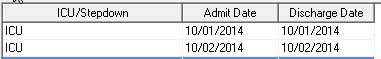 ICU/Stepdown Admit Date Discharge Date
ICU 10/01/2014 10/01/2014
ICU 10/02/2014 10/02/2014